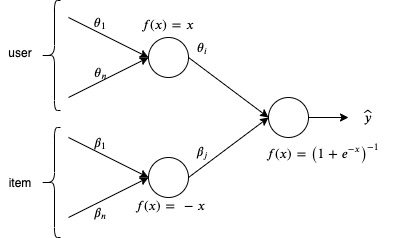 f(x) = x
θ₁
θᵢ
user
θₙ
ŷ
β₁
f(x) = (1 + e⁻ˣ)⁻¹
βⱼ
item
βₙ
f(x) = − x